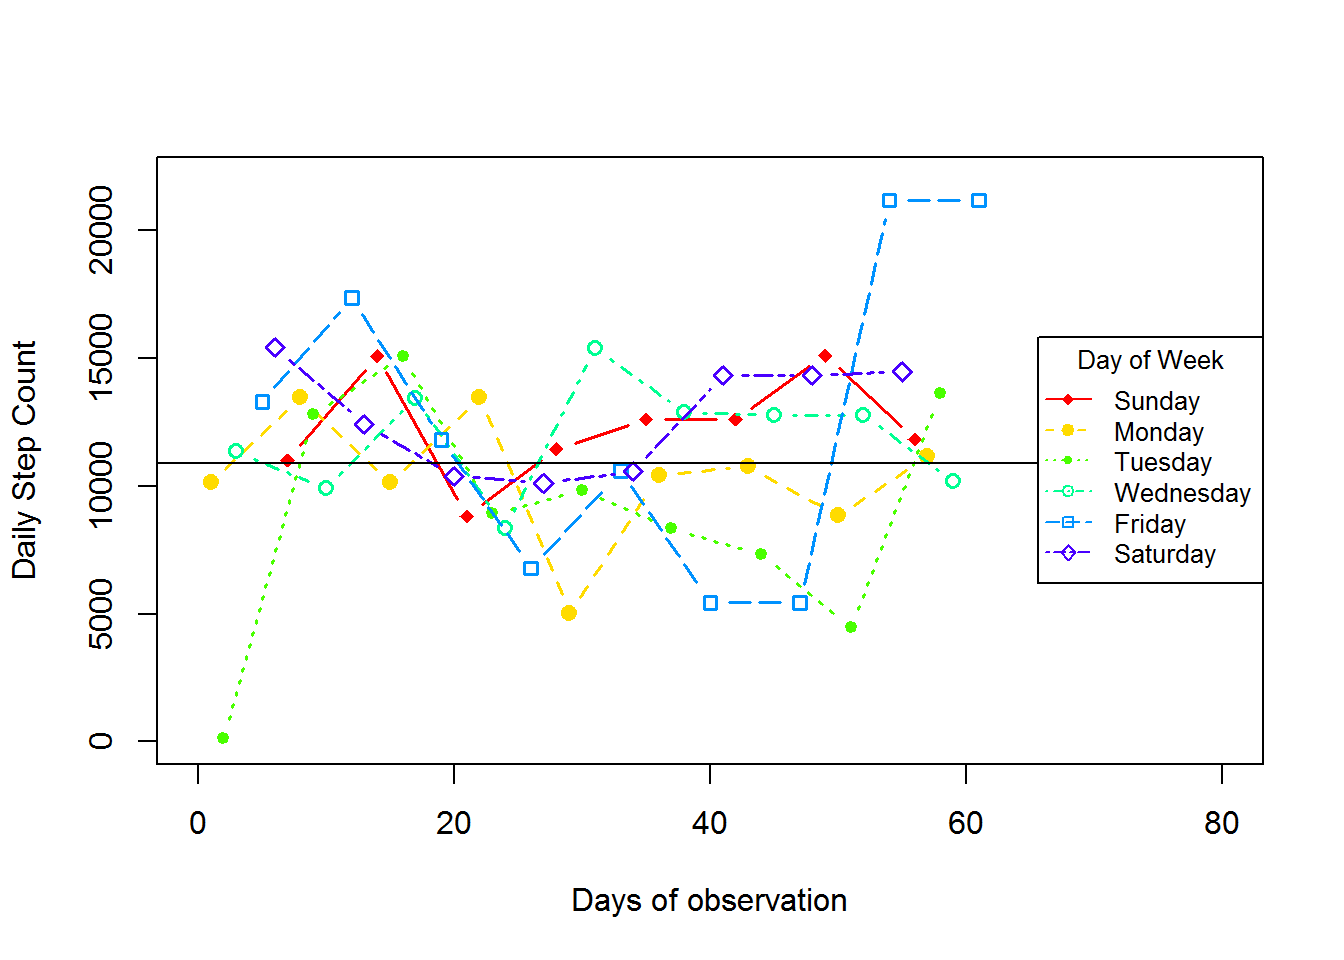 Daily Step Count
20000
15000
10000
5000
0
Day of Week
Sunday
Monday
Tuesday
Wednesday
Friday
Saturday
0 20 40 60 80
Days of observation